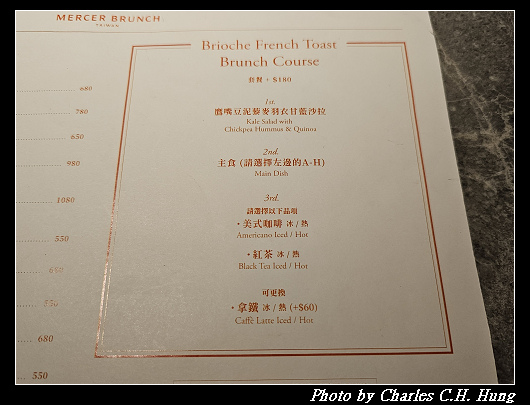 MERCER BRUNCH
680
780
650
980
1080
550
680
550
Brioche French Toast
Brunch Course
套餐 + $180
1st.
鷹嘴豆泥藜麥羽衣甘藍沙拉
Kale Salad with
Chickpea Hummus & Quinoa
2nd.
主食 (請選擇左邊的A-H)
Main Dish
3rd.
請選擇以下品項
・美式咖啡 冰 / 熱
Americano Iced / Hot
・紅茶 冰 / 熱
Black Tea Iced / Hot
可更換
・拿鐵 冰 / 熱 (+$60)
Caffè Latte Iced / Hot
Photo by Charles C.H. Hung